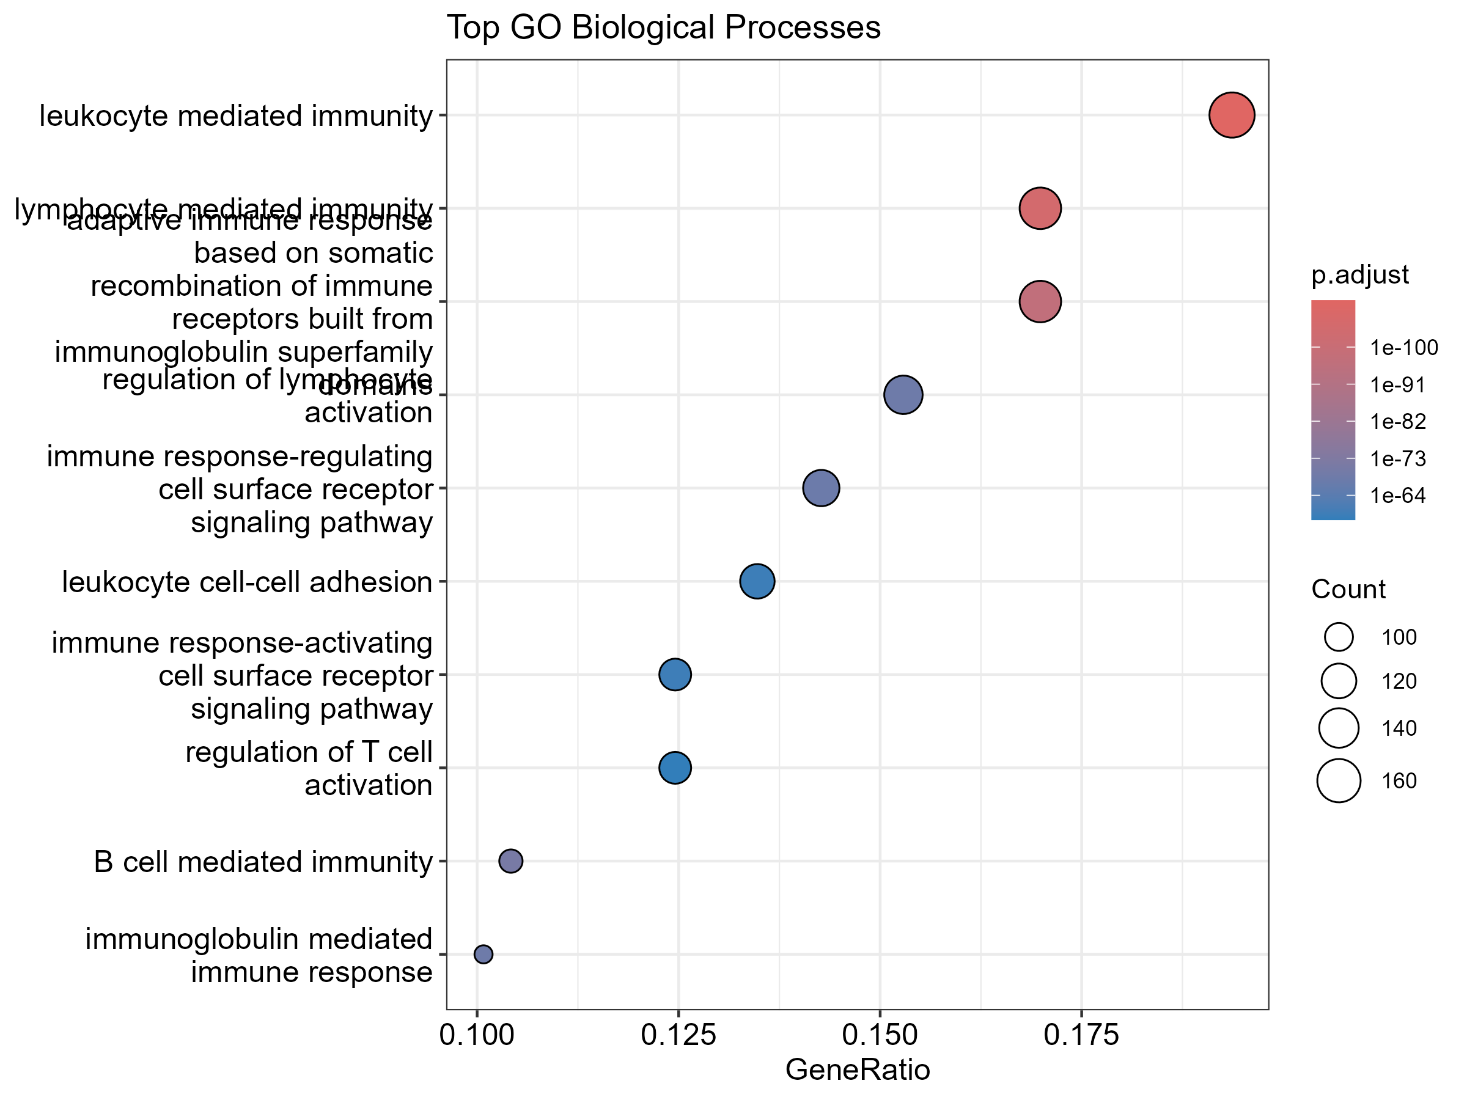 Top GO Biological Processes
leukocyte mediated immunity
lymphocyte mediated immunity
adaptive immune response
based on somatic
recombination of immune
receptors built from
immunoglobulin superfamily
domains
regulation of lymphocyte
activation
immune response-regulating
cell surface receptor
signaling pathway
leukocyte cell-cell adhesion
immune response-activating
cell surface receptor
signaling pathway
regulation of T cell
activation
B cell mediated immunity
immunoglobulin mediated
immune response
0.100
0.125
0.150
0.175
GeneRatio
p.adjust
1e-100
1e-91
1e-82
1e-73
1e-64
Count
100
120
140
160